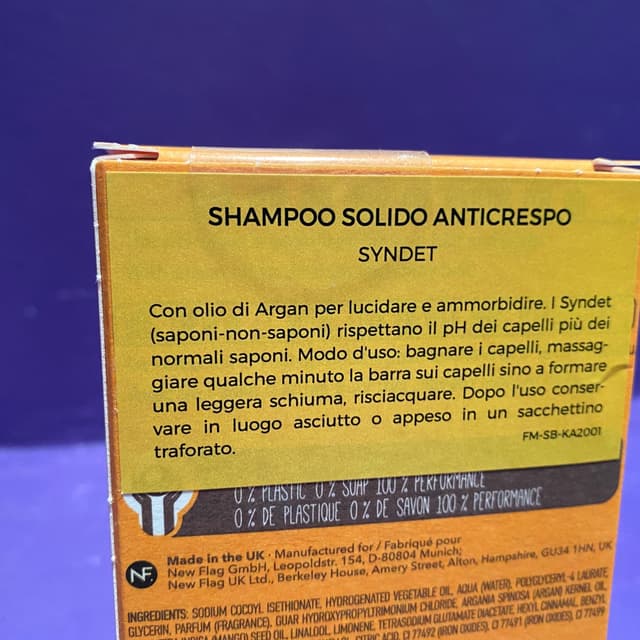 SHAMPOO SOLIDO ANTICRESPO
SYNDET
Con olio di Argan per lucidare e ammorbidire. I Syndet
(saponi-non-saponi) rispettano il pH dei capelli più dei
normali saponi. Modo d'uso: bagnare i capelli, massag-
giare qualche minuto la barra sui capelli sino a formare
una leggera schiuma, risciacquare. Dopo l'uso conser-
vare in luogo asciutto o appeso in un sacchettino
traforato.
FM-SB-KA2001
0 % PLASTIC 0 % SOAP 100 % PERFORMANCE
0 % DE PLASTIQUE 0 % DE SAVON 100 % PERFORMANCE
NF
Made in the UK · Manufactured for / Fabriqué pour
New Flag GmbH, Leopoldstr. 154, D-80804 Munich;
New Flag UK Ltd., Berkeley House, Amery Street, Alton, Hampshire, GU34 1HN, UK
INGREDIENTS: SODIUM COCOYL ISETHIONATE, HYDROGENATED VEGETABLE OIL, AQUA (WATER), POLYGLYCERYL-4 LAURATE,
GLYCERIN, PARFUM (FRAGRANCE), GUAR HYDROXYPROPYLTRIMONIUM CHLORIDE, ARGANIA SPINOSA (ARGAN) KERNEL OIL,
(MANGO) SEED OIL, LINALOOL, LIMONENE, TETRASODIUM GLUTAMATE DIACETATE, HEXYL CINNAMAL, BENZYL
CITRIC ACID, CI 77492 (IRON OXIDES), CI 77491 (IRON OXIDES), CI 77499